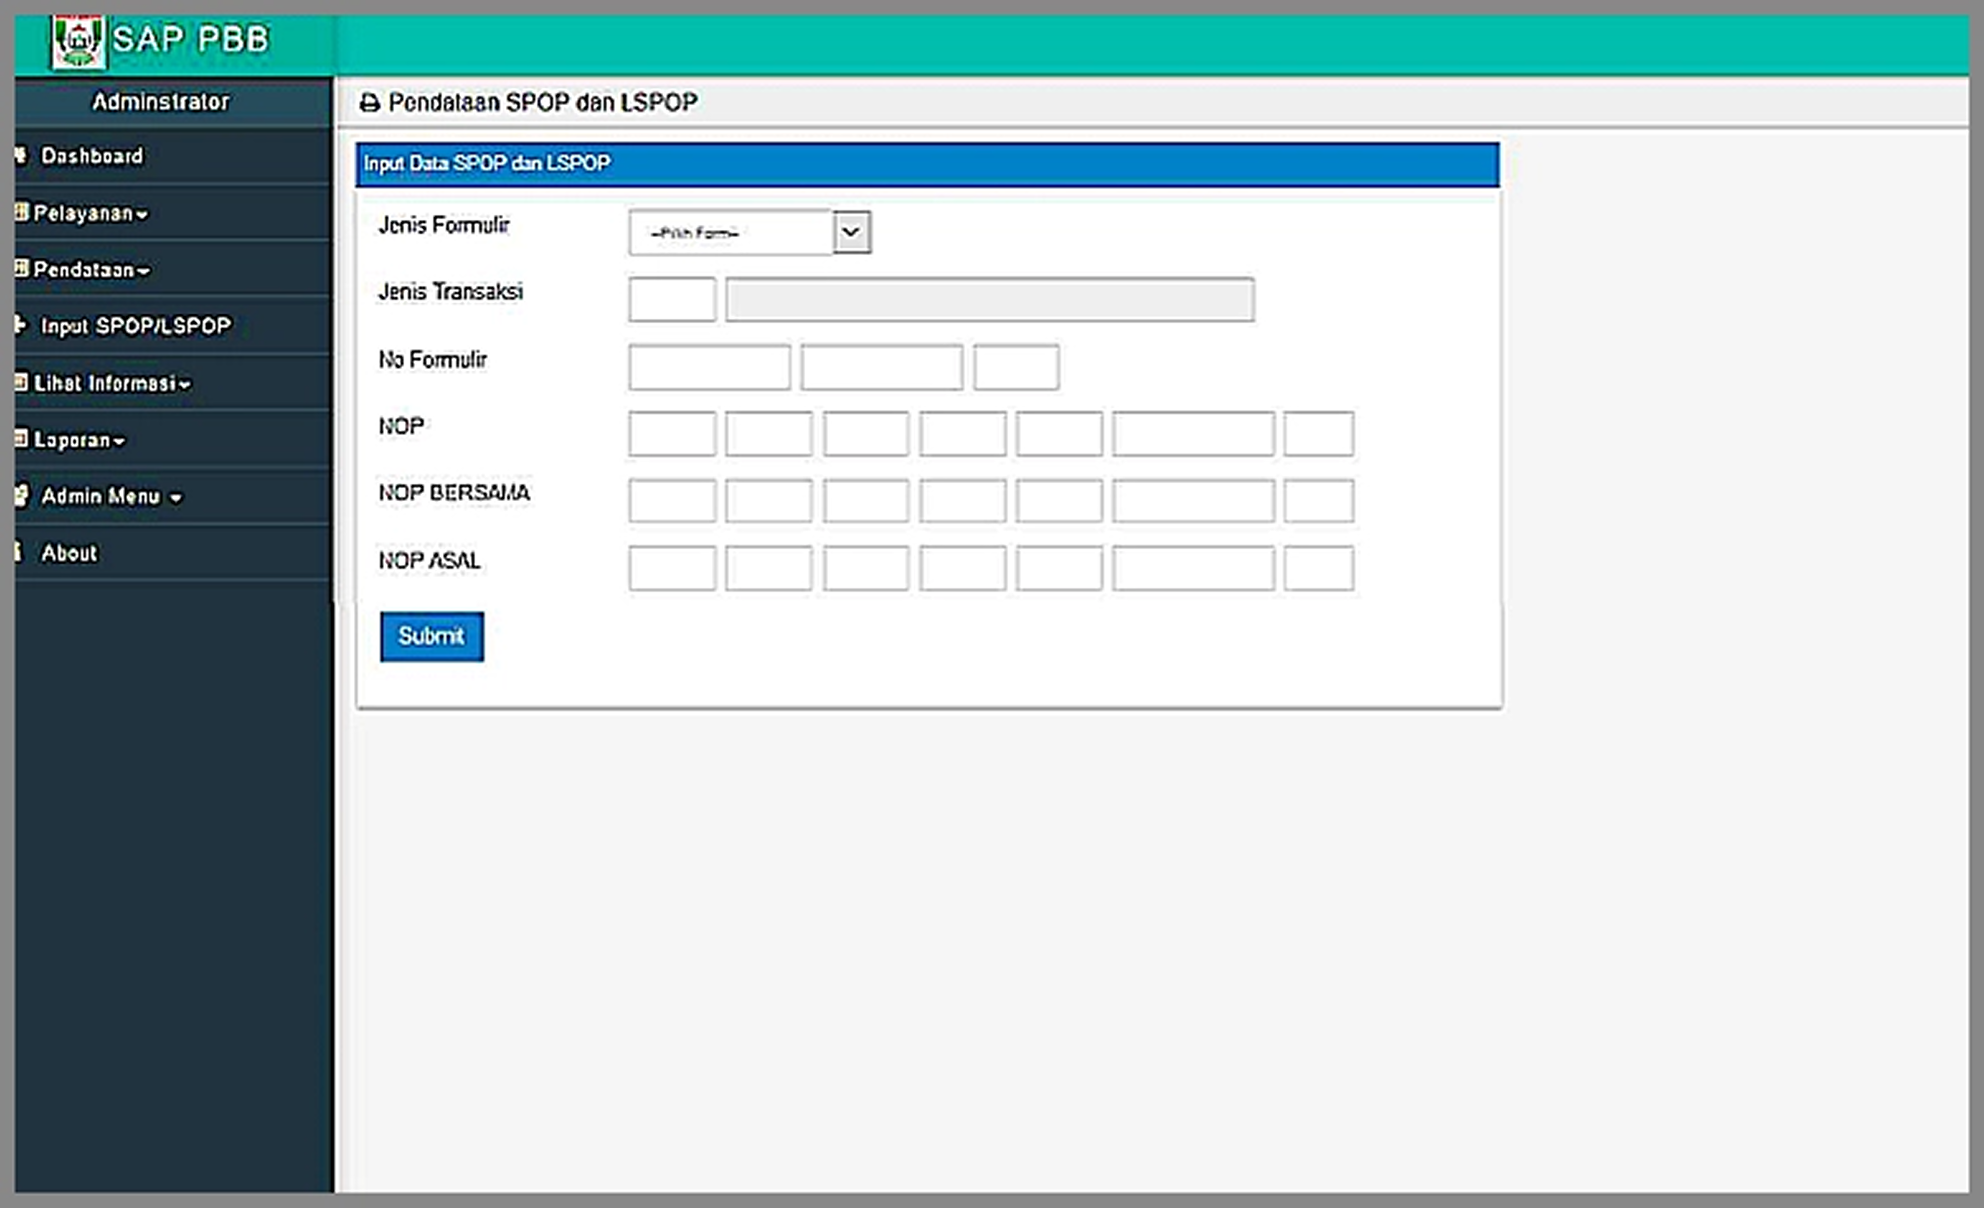 SAP PBB
Adminstrator
Dashboard
Pelayanan
Pendataan
Input SPOP/LSPOP
Lihat Informasi
Laporan
Admin Menu
About
Pendataan SPOP dan LSPOP
Input Data SPOP dan LSPOP
Jenis Formulir
--Pilih Form--
Jenis Transaksi
No Formulir
NOP
NOP BERSAMA
NOP ASAL
Submit